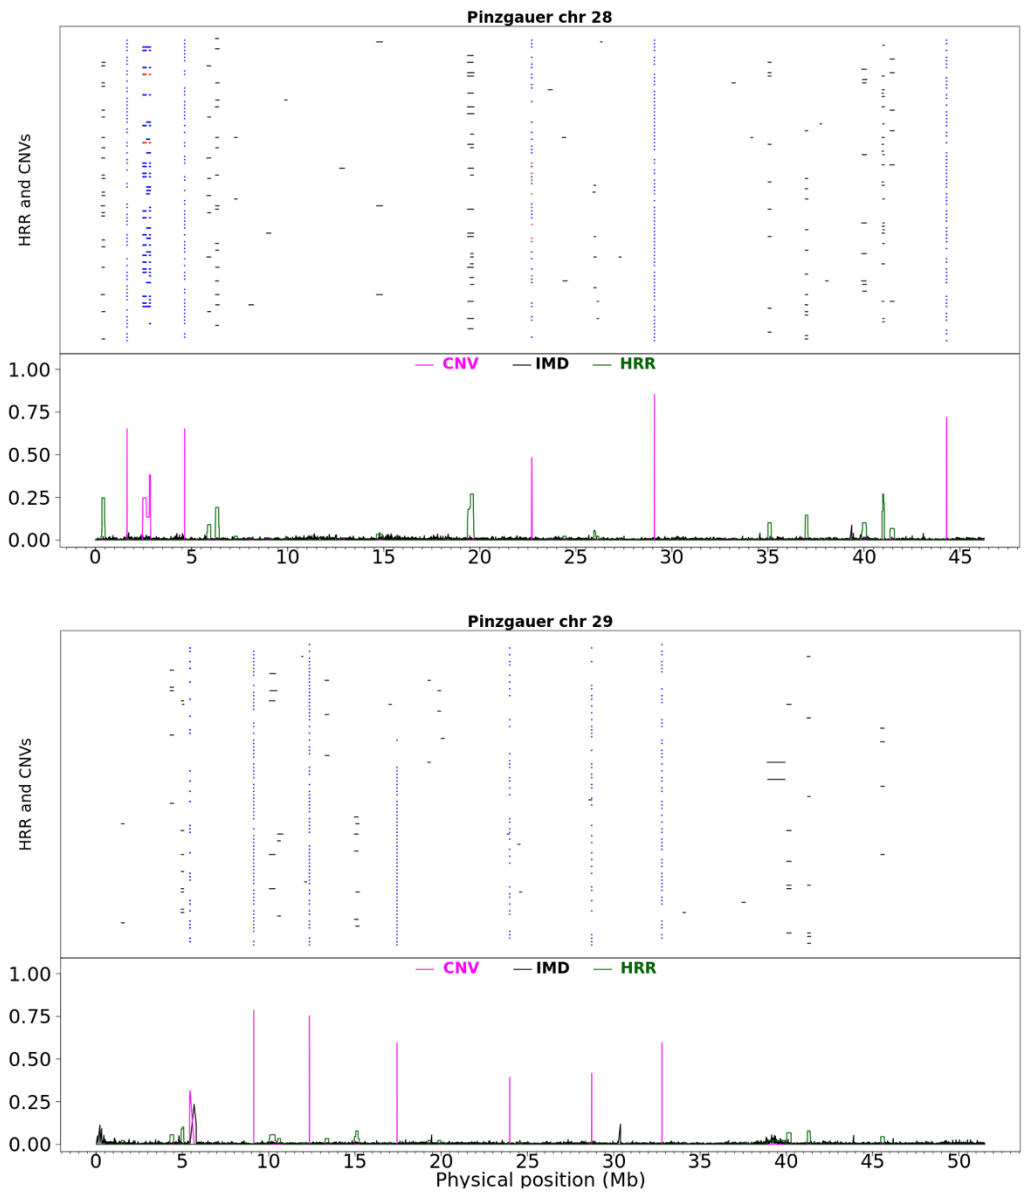 Pinzgauer chr 28
HRR and CNVs
CNV IMD HRR
1.00
0.75
0.50
0.25
0.00
0 5 10 15 20 25 30 35 40 45
Pinzgauer chr 29
HRR and CNVs
CNV IMD HRR
1.00
0.75
0.50
0.25
0.00
0 5 10 15 20 25 30 35 40 45 50
Physical position (Mb)